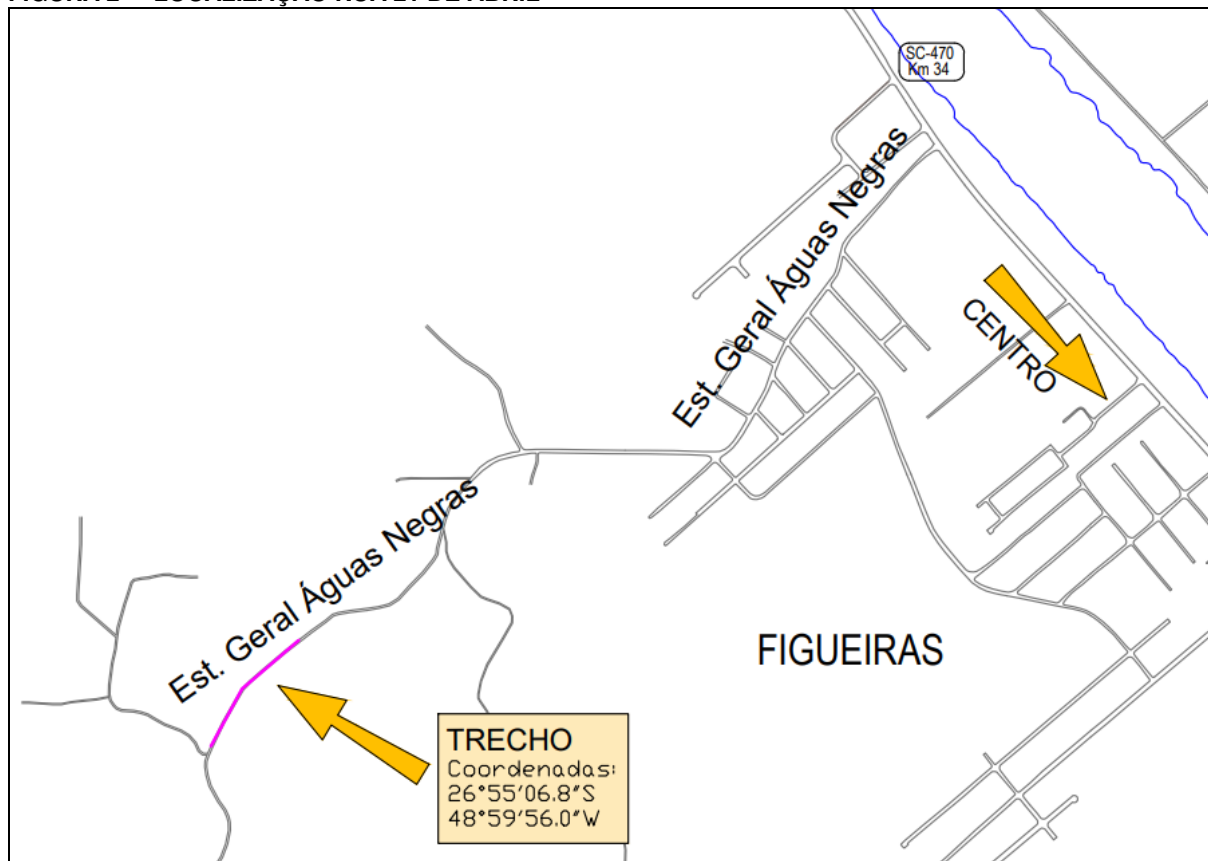 SC-470
Km 34
Est. Geral Águas Negras
CENTRO
Est. Geral Águas Negras
FIGUEIRAS
TRECHO
Coordenadas:
26°55'06.8"S
48°59'56.0"W